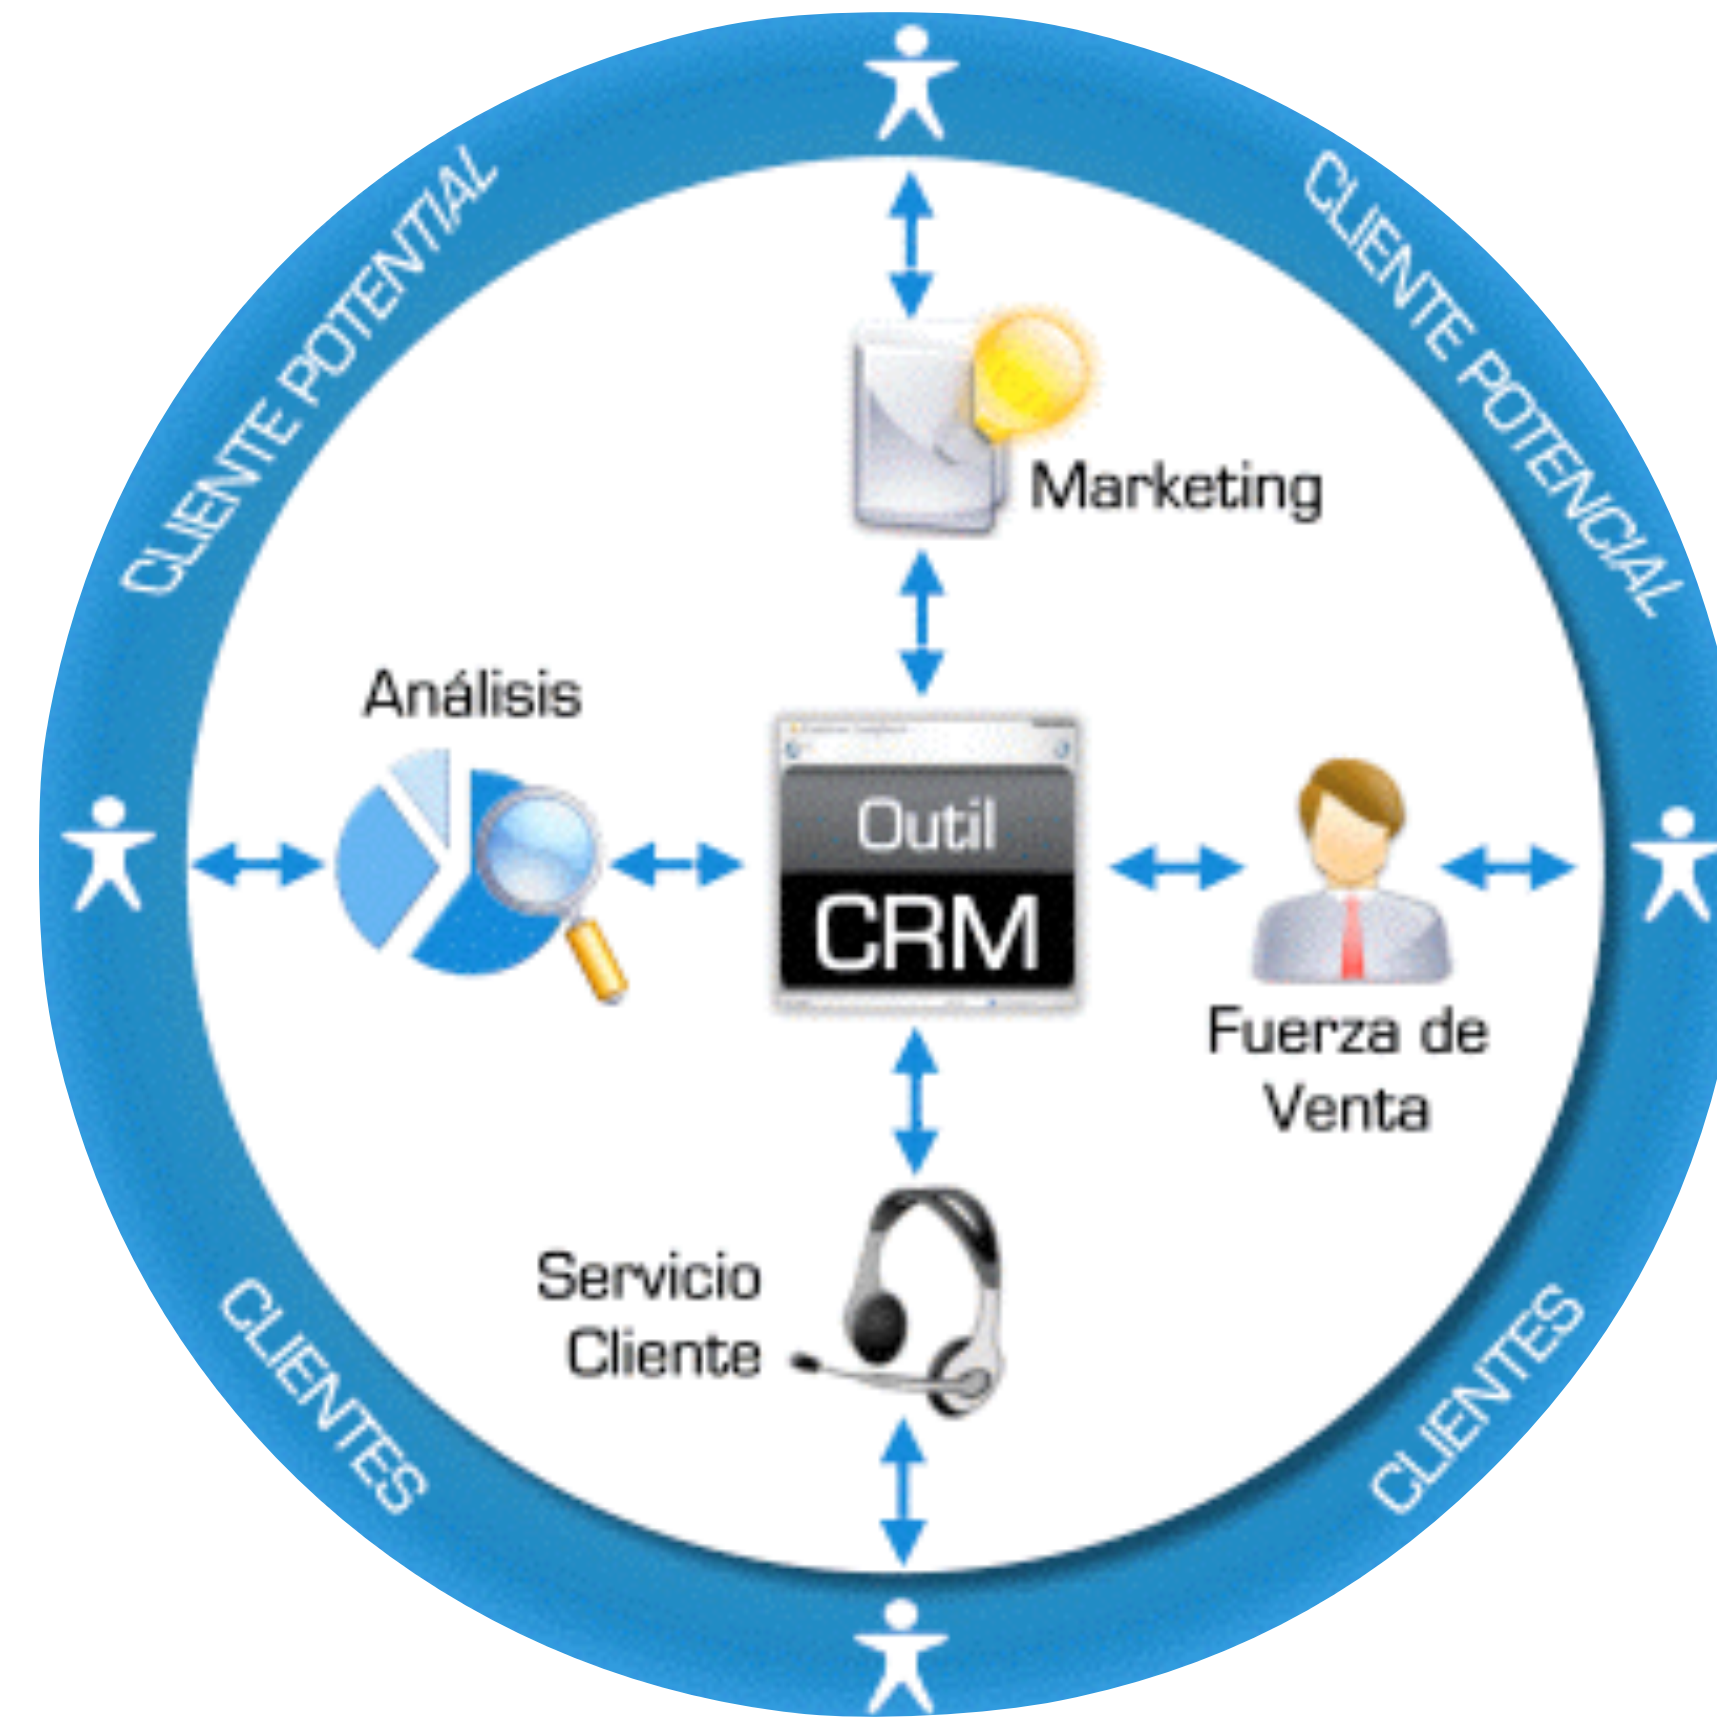 CLIENTE POTENTIAL
CLIENTE POTENCIAL
Marketing
Análisis
Outil
CRM
Fuerza de
Venta
Servicio
Cliente
CLIENTES
CLIENTES